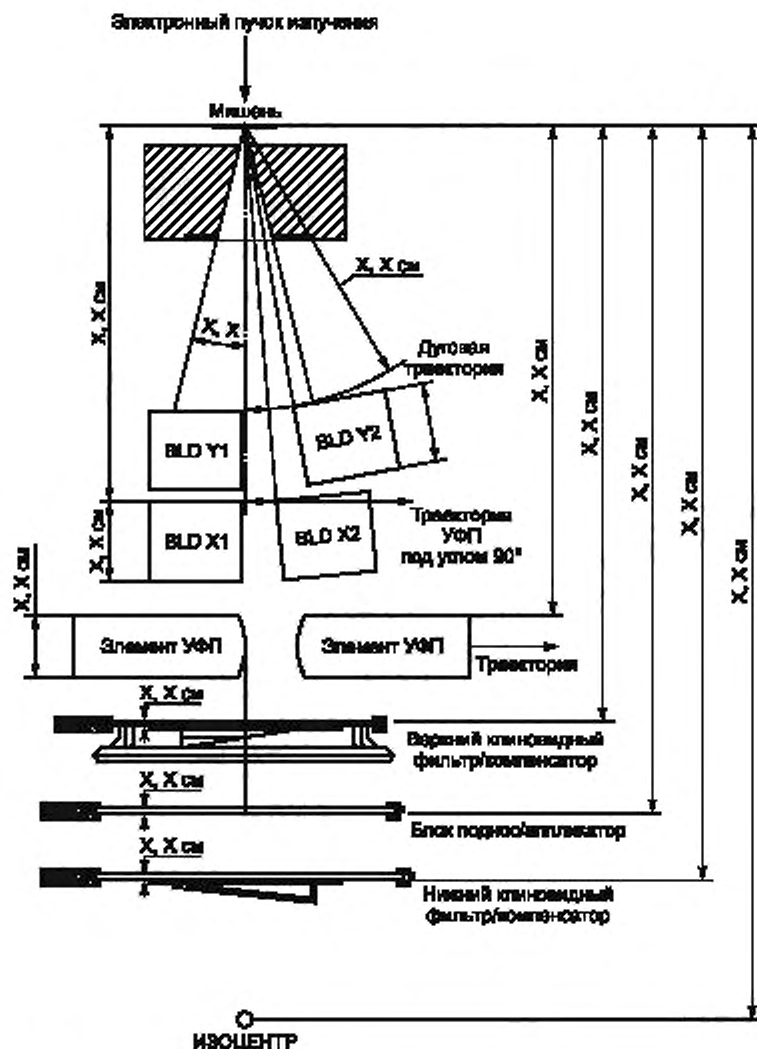 Электронный пучок излучения
Мишень
X, X см
X, X см
X, X
Дуговая
траектория
X, X см
X, X см
X, X см
X, X см
X, X см
BLD Y1
BLD Y2
X, X см
BLD X1
BLD X2
Траектория
УФП
под углом 90°
X, X см
Элемент УФП
Элемент УФП
Траектория
X, X см
Верхний клиновидный
фильтр/компенсатор
X, X см
Блок поднос/аппликатор
X, X см
Нижний клиновидный
фильтр/компенсатор
ИЗОЦЕНТР